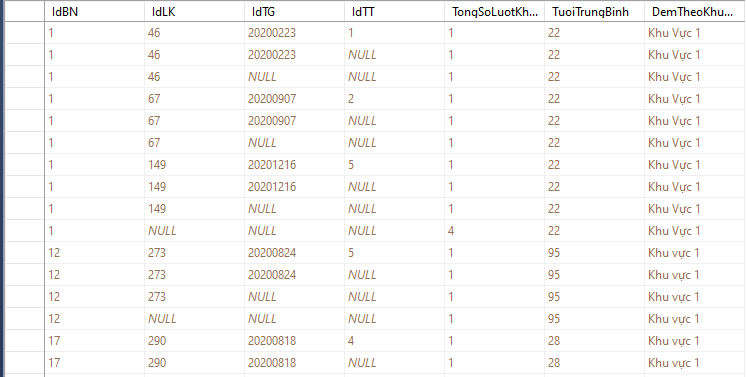 IdBN IdLK IdTG IdTT TongSoLuotKh... TuoiTrungBinh DemTheoKhu...
1 46 20200223 1 1 22 Khu Vực 1
1 46 20200223 NULL 1 22 Khu Vực 1
1 46 NULL NULL 1 22 Khu Vực 1
1 67 20200907 2 1 22 Khu Vực 1
1 67 20200907 NULL 1 22 Khu Vực 1
1 67 NULL NULL 1 22 Khu Vực 1
1 149 20201216 5 1 22 Khu Vực 1
1 149 20201216 NULL 1 22 Khu Vực 1
1 149 NULL NULL 1 22 Khu Vực 1
1 NULL NULL NULL 4 22 Khu Vực 1
12 273 20200824 5 1 95 Khu vực 1
12 273 20200824 NULL 1 95 Khu vực 1
12 273 NULL NULL 1 95 Khu vực 1
12 NULL NULL NULL 1 95 Khu vực 1
17 290 20200818 4 1 28 Khu vực 1
17 290 20200818 NULL 1 28 Khu vực 1